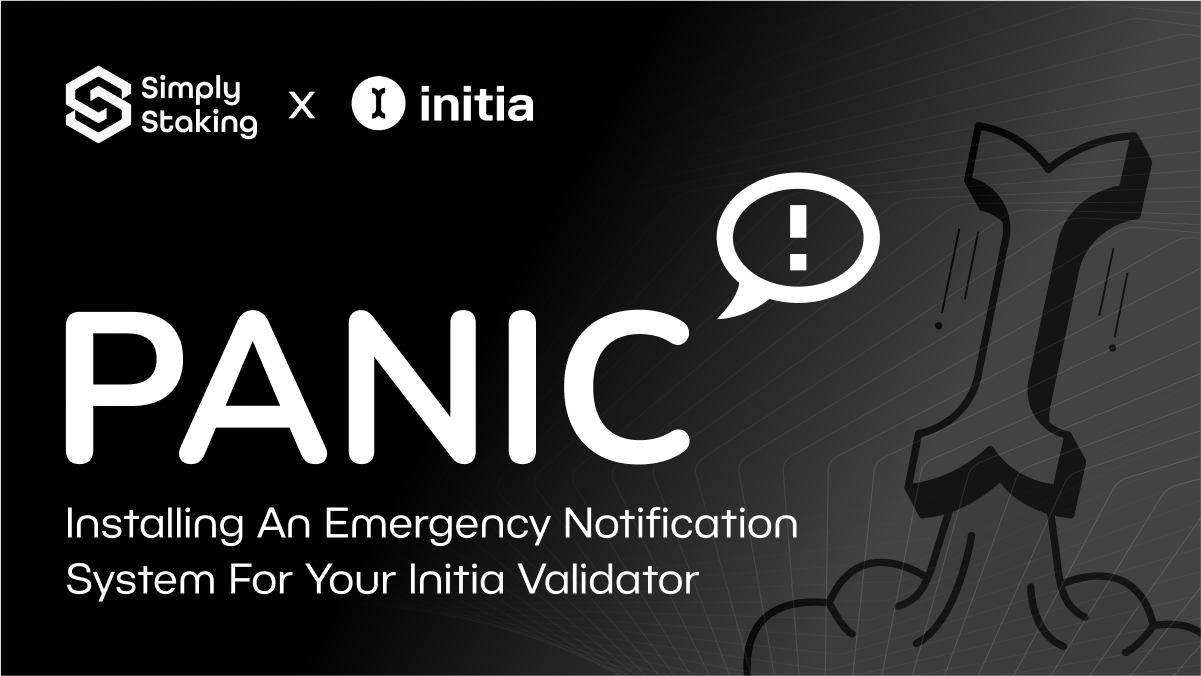 Simply
Staking
X
initia
!
PANIC
Installing An Emergency Notification
System For Your Initia Validator